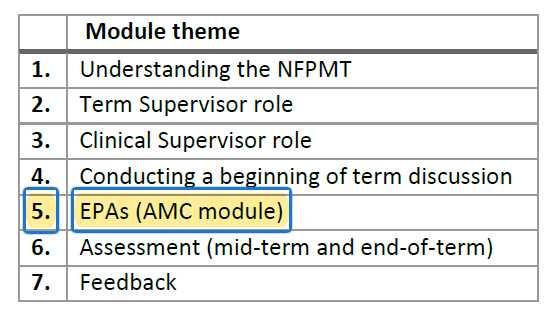 Module theme
1. Understanding the NFPMT
2. Term Supervisor role
3. Clinical Supervisor role
4. Conducting a beginning of term discussion
5. EPAs (AMC module)
6. Assessment (mid-term and end-of-term)
7. Feedback